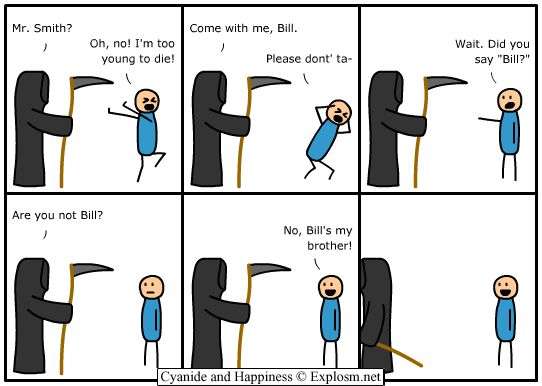 Mr. Smith?
Oh, no! I'm too
young to die!
Come with me, Bill.
Please dont' ta-
Wait. Did you
say "Bill?"
Are you not Bill?
No, Bill's my
brother!
Cyanide and Happiness © Explosm.net